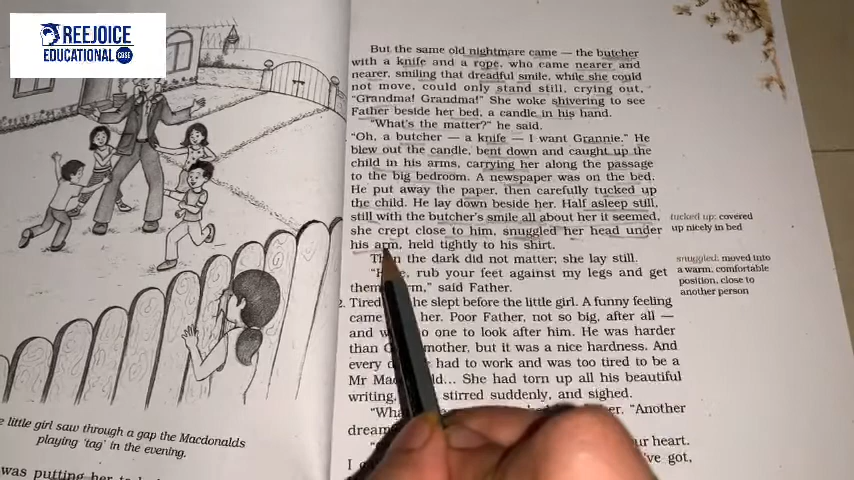 REEJOICE
EDUCATIONAL CBSE
But the same old nightmare came — the butcher
with a knife and a rope, who came nearer and
nearer, smiling that dreadful smile, while she could
not move, could only stand still, crying out,
"Grandma! Grandma!" She woke shivering to see
Father beside her bed, a candle in his hand.
"What's the matter?" he said.
"Oh, a butcher — a knife — I want Grannie." He
blew out the candle, bent down and caught up the
child in his arms, carrying her along the passage
to the big bedroom. A newspaper was on the bed.
He put away the paper, then carefully tucked up
the child. He lay down beside her. Half asleep still,
still with the butcher's smile all about her it seemed,
she crept close to him, snuggled her head under
his arm, held tightly to his shirt.
the dark did not matter; she lay still.
rub your feet against my legs and get
said Father.
2. Tired he slept before the little girl. A funny feeling
came her. Poor Father, not so big, after all —
and no one to look after him. He was harder
than but it was a nice hardness. And
every had to work and was too tired to be a
Mr She had torn up all his beautiful
writing. stirred suddenly, and sighed.
"Another
dream
your heart.
I 've got,
tucked up: covered
up nicely in bed
snuggled: moved into
a warm, comfortable
position, close to
another person
little girl saw through a gap the Macdonalds
playing 'tag' in the evening.
was putting her to